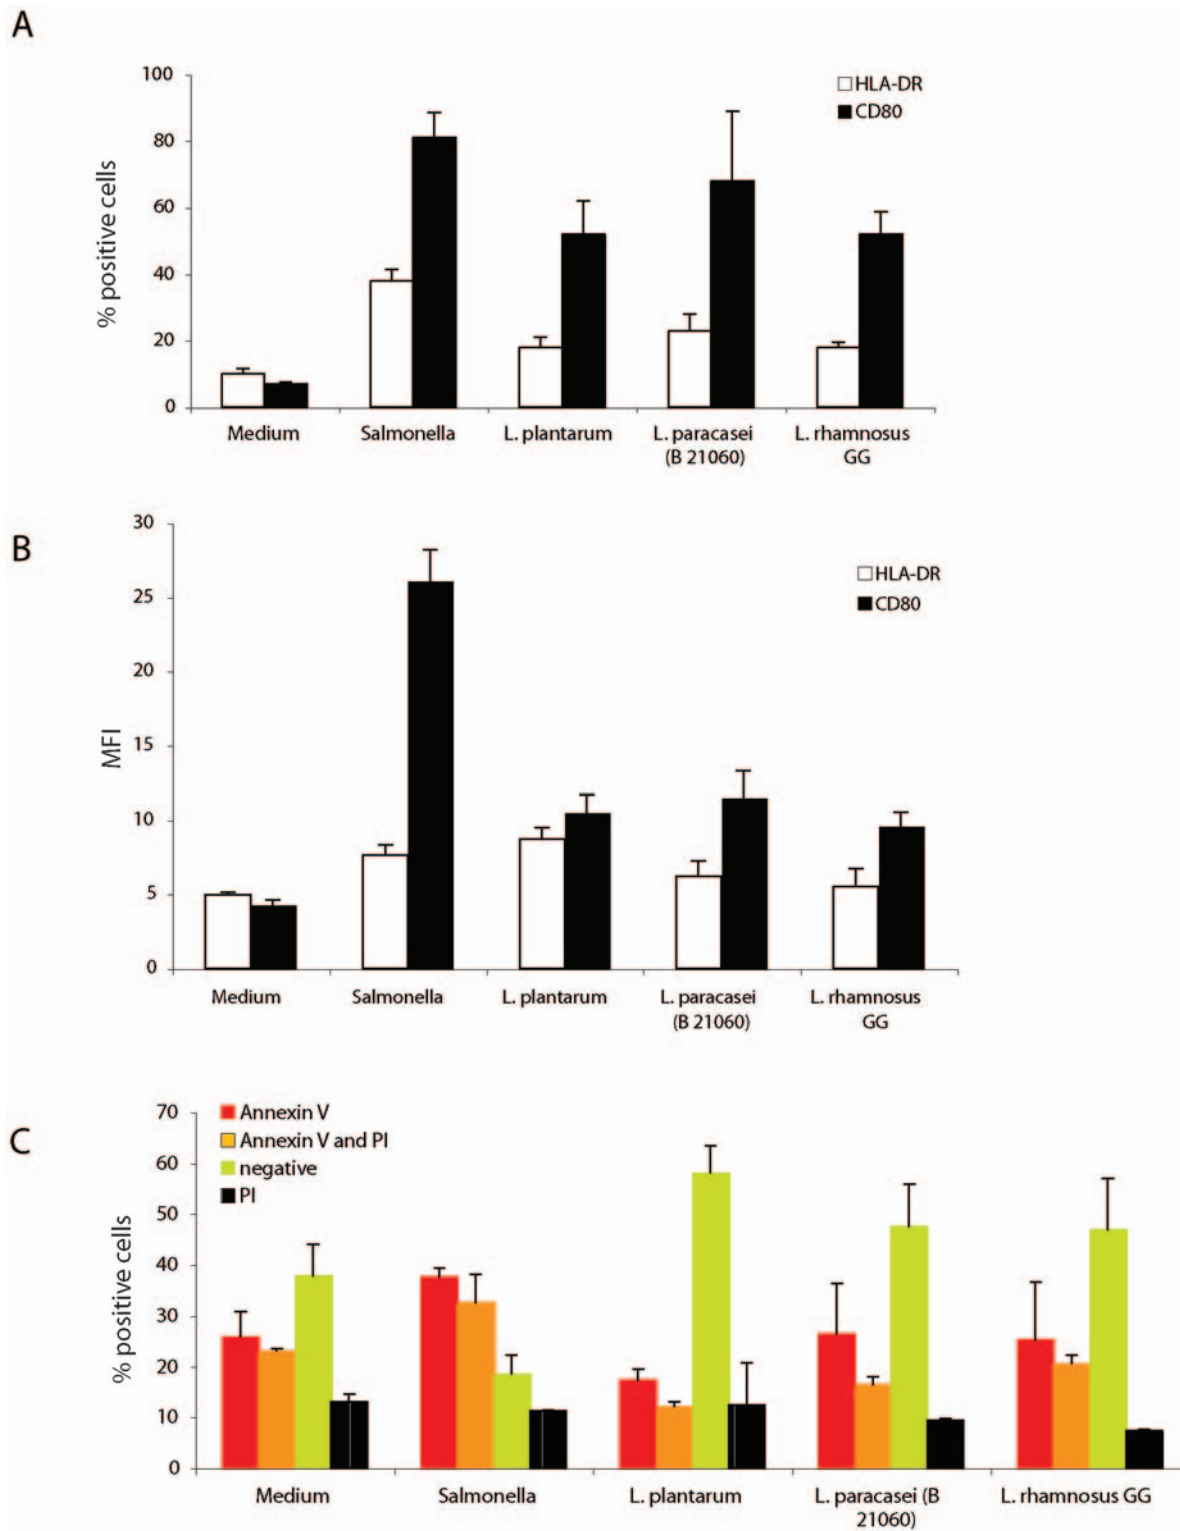 A
100
80
60
40
20
0
% positive cells
HLA-DR
CD80
Medium
Salmonella
L. plantarum
L. paracasei
(B 21060)
L. rhamnosus
GG
B
30
25
20
15
10
5
0
MFI
HLA-DR
CD80
Medium
Salmonella
L. plantarum
L. paracasei
(B 21060)
L. rhamnosus
GG
C
70
60
50
40
30
20
10
0
% positive cells
Annexin V
Annexin V and PI
negative
PI
Medium
Salmonella
L. plantarum
L. paracasei (B
21060)
L. rhamnosus GG